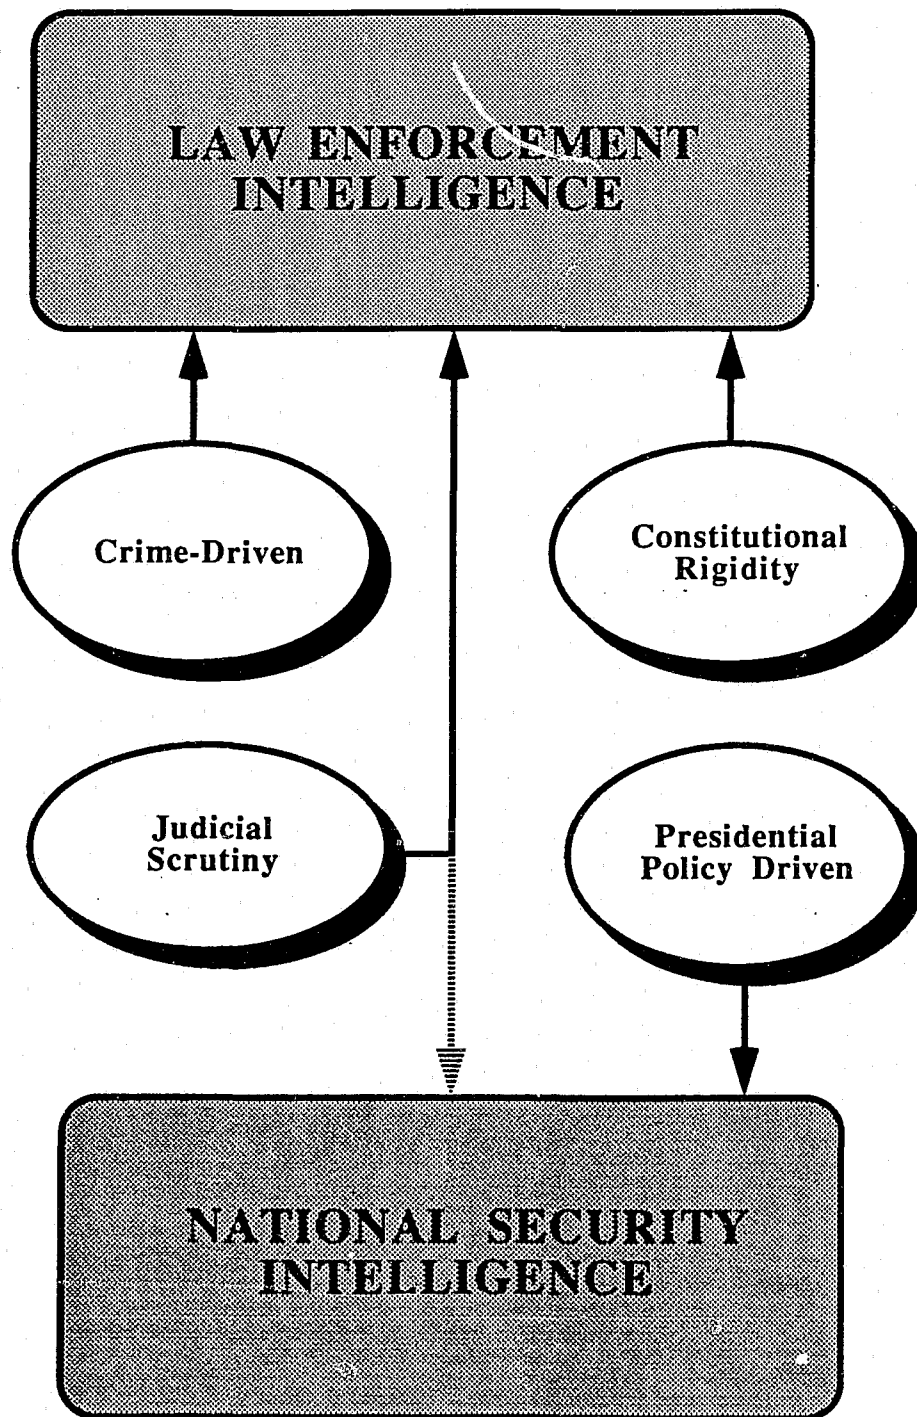 LAW ENFORCEMENT
INTELLIGENCE
Crime-Driven
Constitutional
Rigidity
Judicial
Scrutiny
Presidential
Policy Driven
NATIONAL SECURITY
INTELLIGENCE